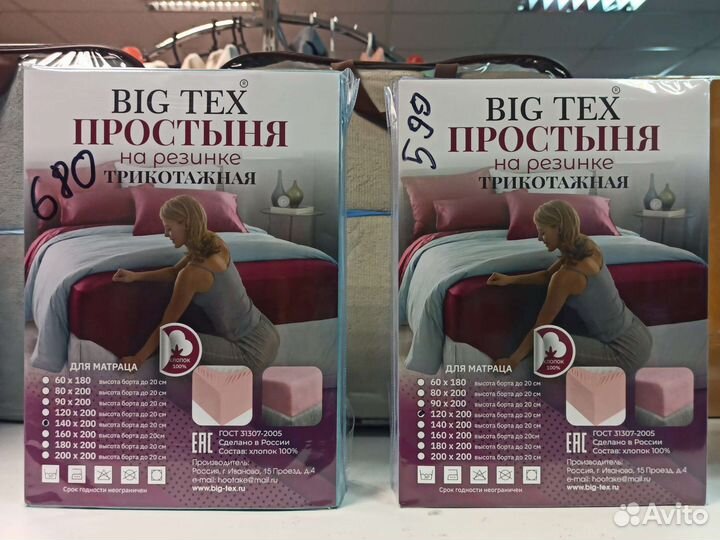 BIG TEX®
ПРОСТЫНЯ
на резинке
ТРИКОТАЖНАЯ
680
ХЛОПОК
100%
ДЛЯ МАТРАЦА
60 x 180 высота борта до 20 см
80 x 200 высота борта до 20 см
90 x 200 высота борта до 20 см
120 x 200 высота борта до 20 см
140 x 200 высота борта до 20 см
160 x 200 высота борта до 20 см
180 x 200 высота борта до 20 см
200 x 200 высота борта до 20 см
Срок годности неограничен
EAC
ГОСТ 31307-2005
Сделано в России
Состав: хлопок 100%
Производитель:
Россия, г Иваново, 15 Проезд, д.4
e-mail: hootake@mail.ru
www.big-tex.ru
BIG TEX®
ПРОСТЫНЯ
на резинке
ТРИКОТАЖНАЯ
599
ХЛОПОК
100%
ДЛЯ МАТРАЦА
60 x 180 высота борта до 20 см
80 x 200 высота борта до 20 см
90 x 200 высота борта до 20 см
120 x 200 высота борта до 20 см
140 x 200 высота борта до 20 см
160 x 200 высота борта до 20 см
180 x 200 высота борта до 20 см
200 x 200 высота борта до 20 см
Срок годности неограничен
EAC
ГОСТ 31307-2005
Сделано в России
Состав: хлопок 100%
Производитель:
Россия, г Иваново, 15 Проезд, д.4
e-mail: hootake@mail.ru
www.big-tex.ru
Avito